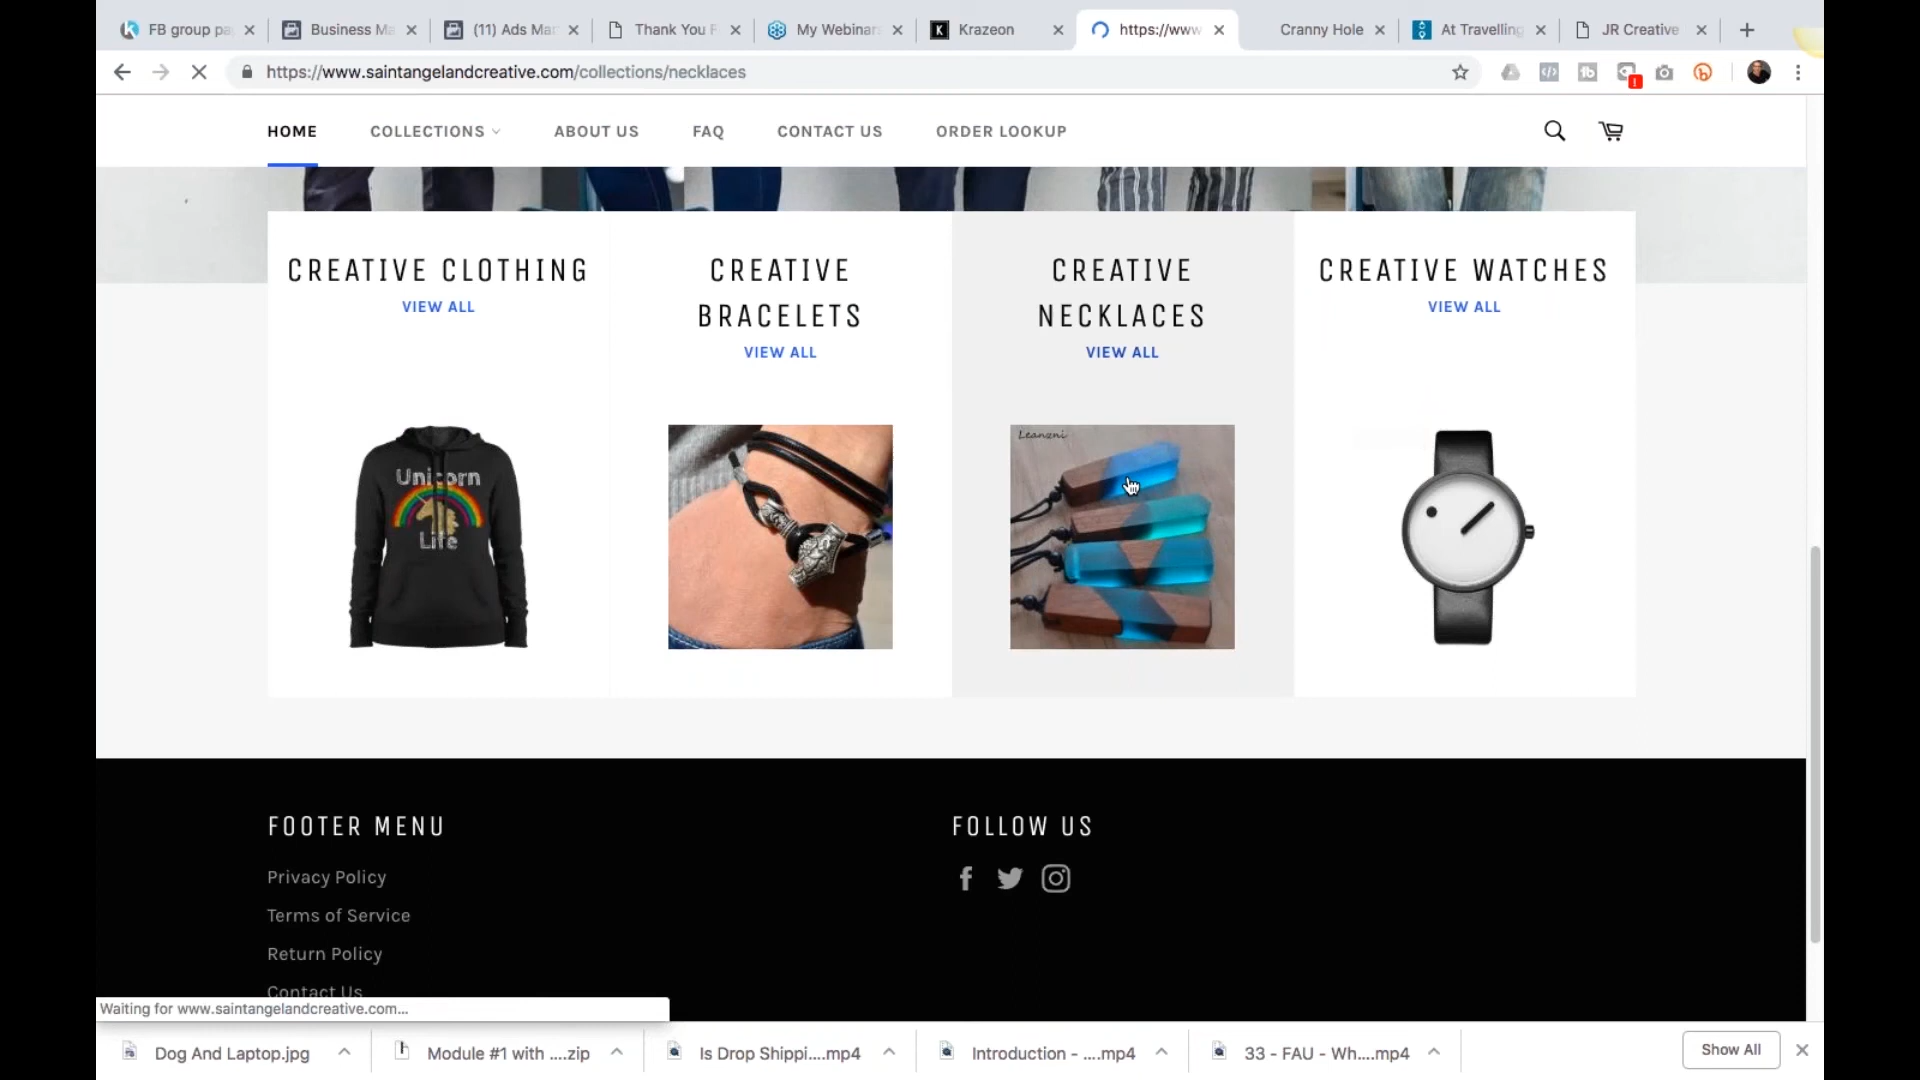 FB group pa
Business Ma
(11) Ads Mar
Thank You P
My Webinars
Krazeon
https://www
Cranny Hole
At Travelling
JR Creative
https://www.saintangelandcreative.com/collections/necklaces
HOME
COLLECTIONS
ABOUT US
FAQ
CONTACT US
ORDER LOOKUP
CREATIVE CLOTHING
VIEW ALL
CREATIVE
BRACELETS
VIEW ALL
CREATIVE
NECKLACES
VIEW ALL
CREATIVE WATCHES
VIEW ALL
Unicorn
Life
Leanzni
FOOTER MENU
Privacy Policy
Terms of Service
Return Policy
Contact Us
FOLLOW US
Waiting for www.saintangelandcreative.com...
Dog And Laptop.jpg
Module #1 with ....zip
Is Drop Shippi....mp4
Introduction - ....mp4
33 - FAU - Wh....mp4
Show All